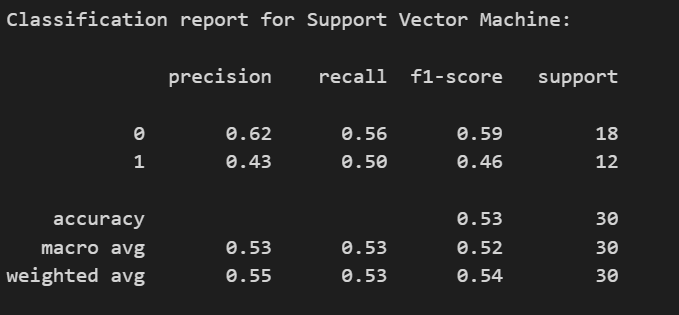 Classification report for Support Vector Machine:
precision recall f1-score support
0 0.62 0.56 0.59 18
1 0.43 0.50 0.46 12
accuracy 0.53 30
macro avg 0.53 0.53 0.52 30
weighted avg 0.55 0.53 0.54 30